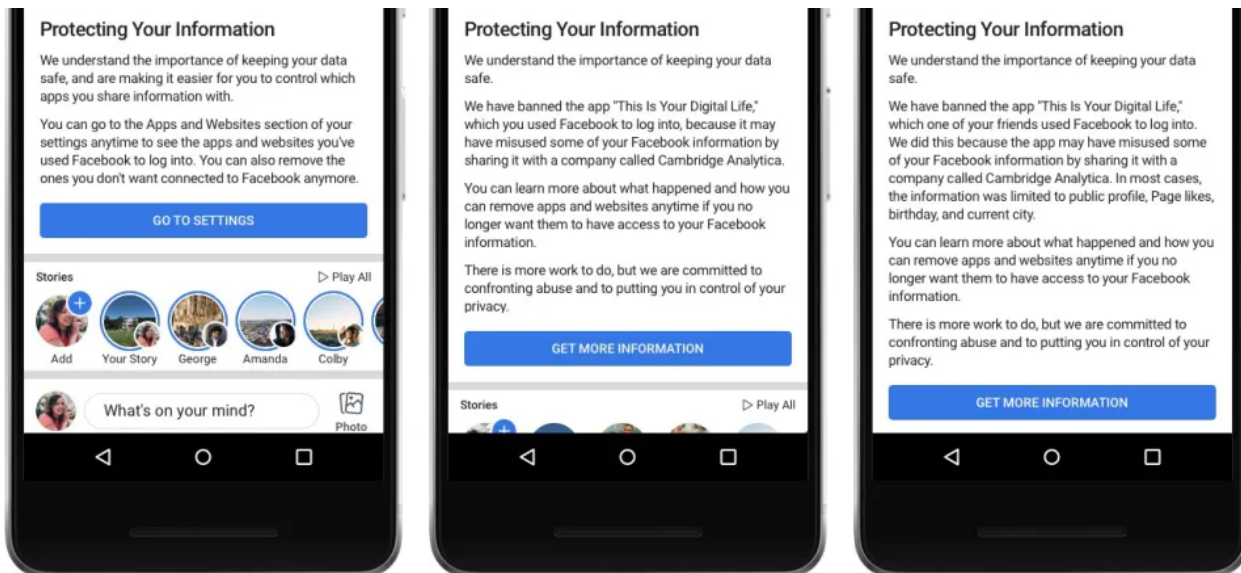 Protecting Your Information
We understand the importance of keeping your data
safe, and are making it easier for you to control which
apps you share information with.
You can go to the Apps and Websites section of your
settings anytime to see the apps and websites you've
used Facebook to log into. You can also remove the
ones you don't want connected to Facebook anymore.
GO TO SETTINGS
Stories
Play All
Add
Your Story
George
Amanda
Colby
What's on your mind?
Photo
Protecting Your Information
We understand the importance of keeping your data
safe.
We have banned the app "This Is Your Digital Life,"
which you used Facebook to log into, because it may
have misused some of your Facebook information by
sharing it with a company called Cambridge Analytica.
You can learn more about what happened and how you
can remove apps and websites anytime if you no
longer want them to have access to your Facebook
information.
There is more work to do, but we are committed to
confronting abuse and to putting you in control of your
privacy.
GET MORE INFORMATION
Stories
Play All
Protecting Your Information
We understand the importance of keeping your data
safe.
We have banned the app "This Is Your Digital Life,"
which one of your friends used Facebook to log into.
We did this because the app may have misused some
of your Facebook information by sharing it with a
company called Cambridge Analytica. In most cases,
the information was limited to public profile, Page likes,
birthday, and current city.
You can learn more about what happened and how you
can remove apps and websites anytime if you no
longer want them to have access to your Facebook
information.
There is more work to do, but we are committed to
confronting abuse and to putting you in control of your
privacy.
GET MORE INFORMATION